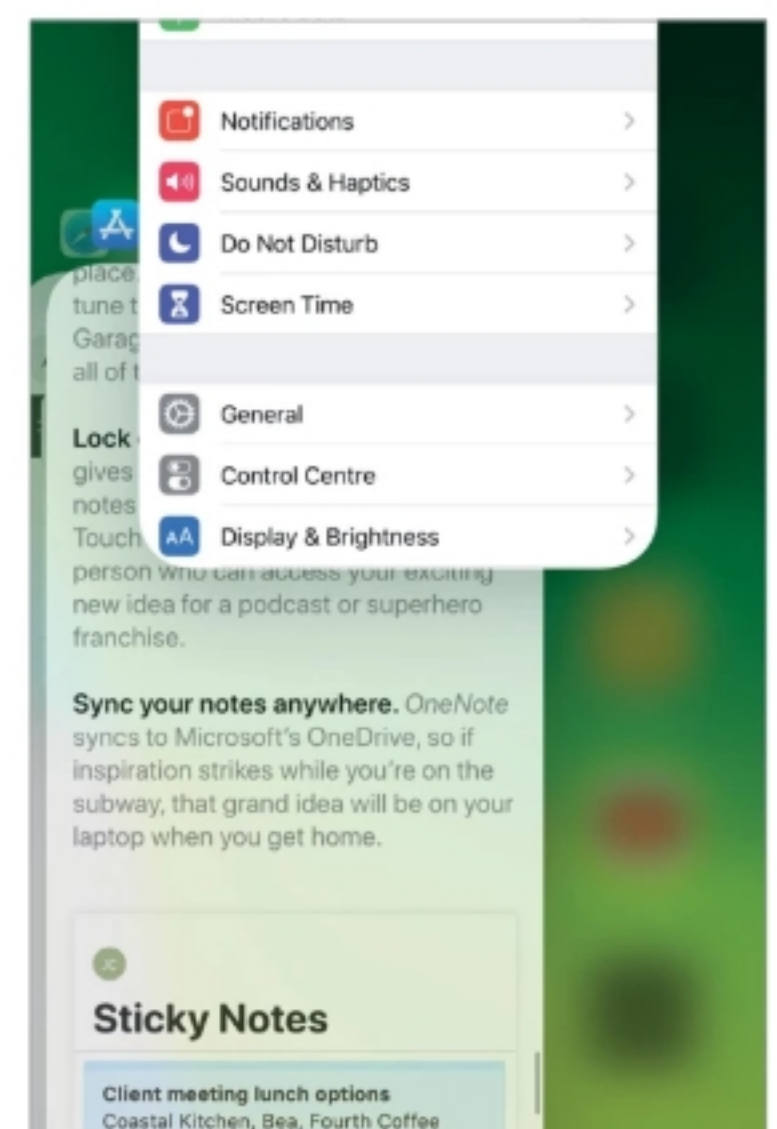 Notifications
Sounds & Haptics
Do Not Disturb
Screen Time
General
Control Centre
AA Display & Brightness
place.
tune t
Garag
all of t
Lock
gives
notes
Touch
person who can access your exciting
new idea for a podcast or superhero
franchise.
Sync your notes anywhere. OneNote
syncs to Microsoft's OneDrive, so if
inspiration strikes while you're on the
subway, that grand idea will be on your
laptop when you get home.
JC
Sticky Notes
Client meeting lunch options
Coastal Kitchen, Bea, Fourth Coffee